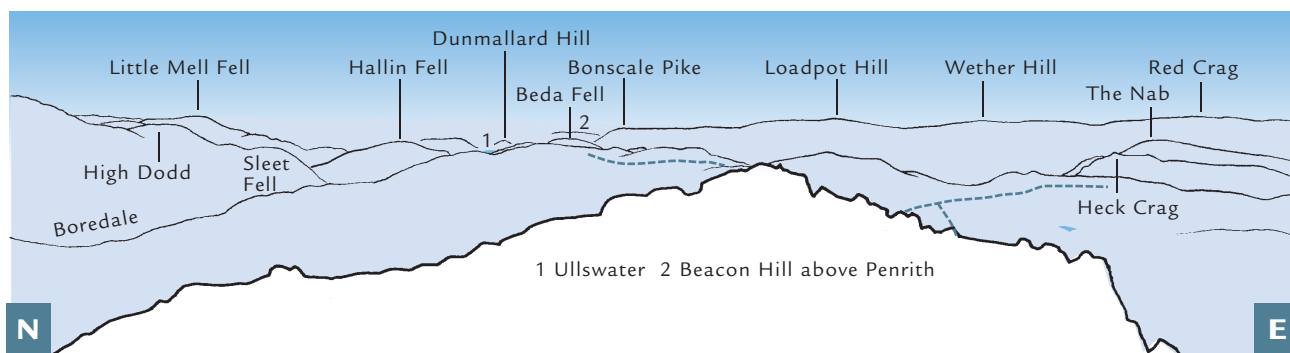 Dunmallard Hill
Little Mell Fell
Hallin Fell
Bonscale Pike
Loadpot Hill
Wether Hill
Red Crag
Beda Fell
The Nab
1
2
High Dodd
Sleet
Fell
Boredale
Heck Crag
1 Ullswater 2 Beacon Hill above Penrith
N
E